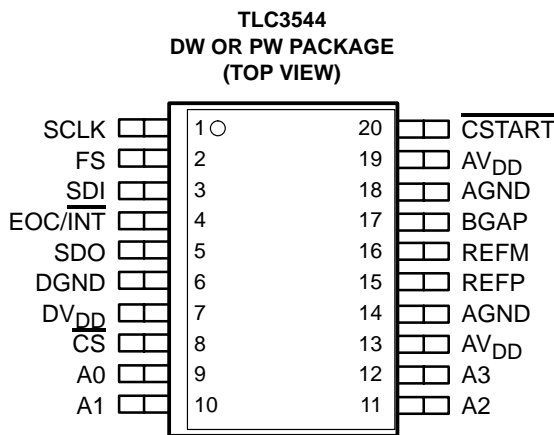 TLC3544
DW OR PW PACKAGE
(TOP VIEW)
SCLK 1 20 CSTART
FS 2 19 AVDD
SDI 3 18 AGND
EOC/INT 4 17 BGAP
SDO 5 16 REFM
DGND 6 15 REFP
DVDD 7 14 AGND
CS 8 13 AVDD
A0 9 12 A3
A1 10 11 A2